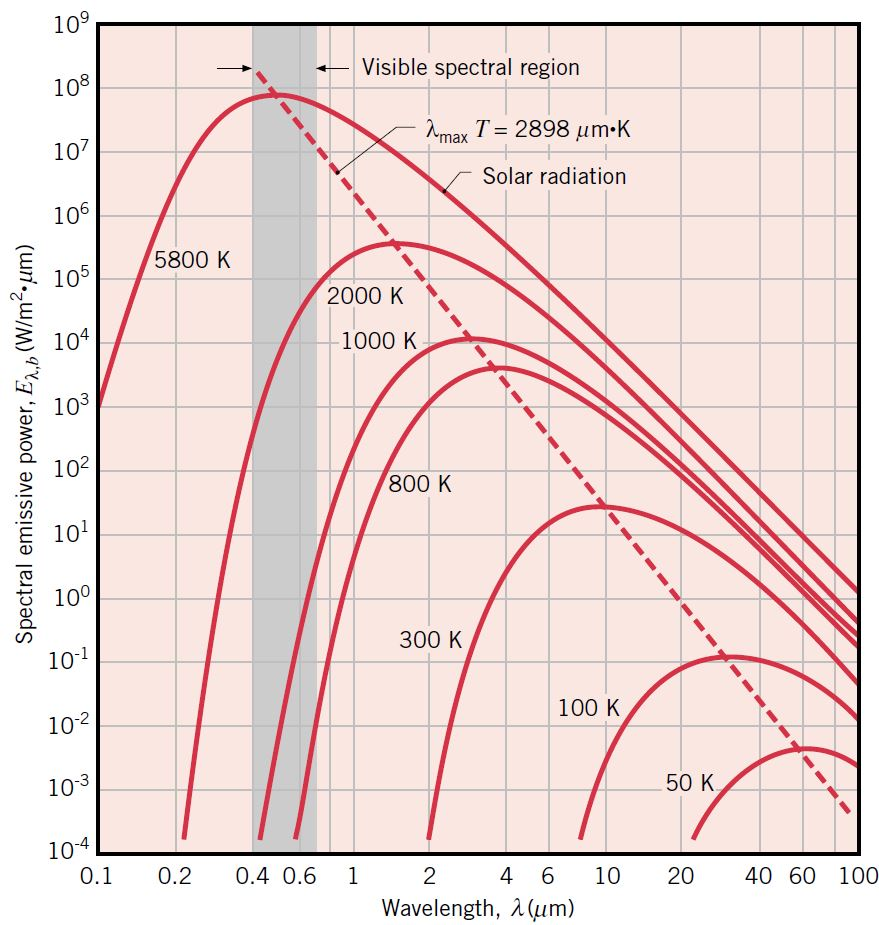 10⁹
10⁸
10⁷
10⁶
10⁵
10⁴
10³
10²
10¹
10⁰
10⁻¹
10⁻²
10⁻³
10⁻⁴
Spectral emissive power, E_λ,b (W/m²•μm)
Visible spectral region
λmax T = 2898 μm•K
Solar radiation
5800 K
2000 K
1000 K
800 K
300 K
100 K
50 K
0.1 0.2 0.4 0.6 1 2 4 6 10 20 40 60 100
Wavelength, λ (μm)